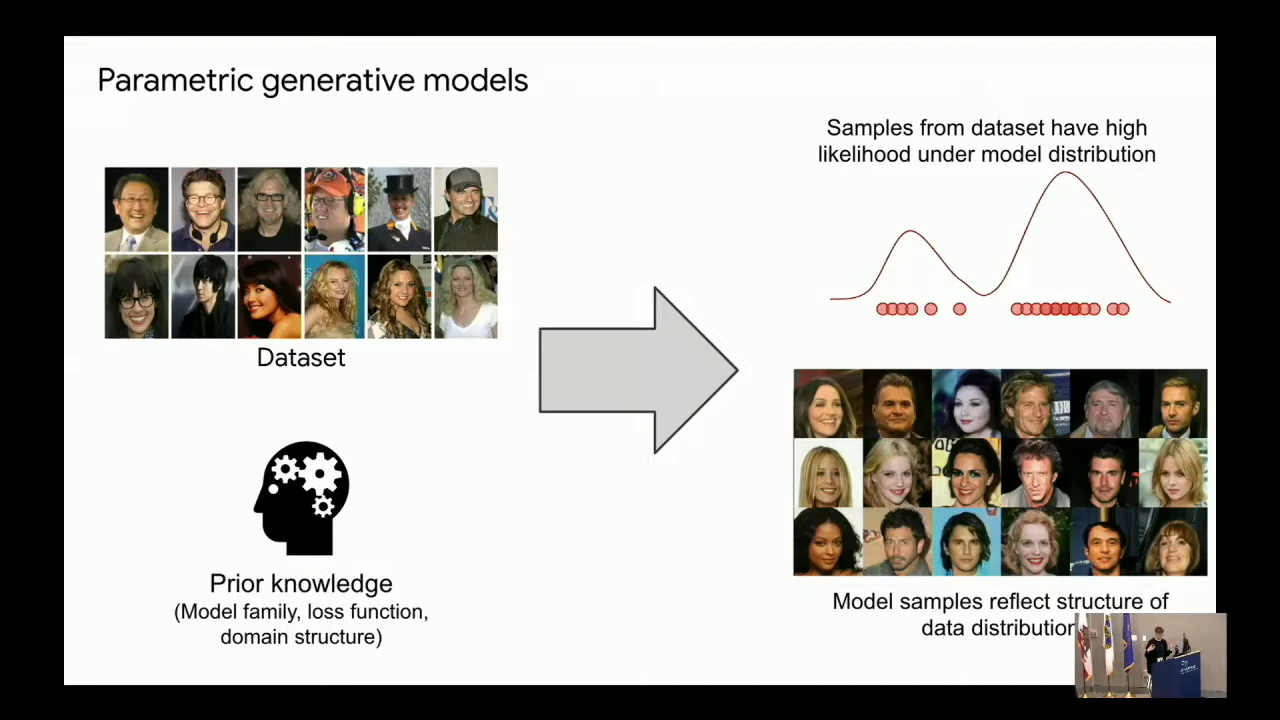 Parametric generative models
Samples from dataset have high
likelihood under model distribution
Dataset
Prior knowledge
(Model family, loss function,
domain structure)
Model samples reflect structure of
data distribution